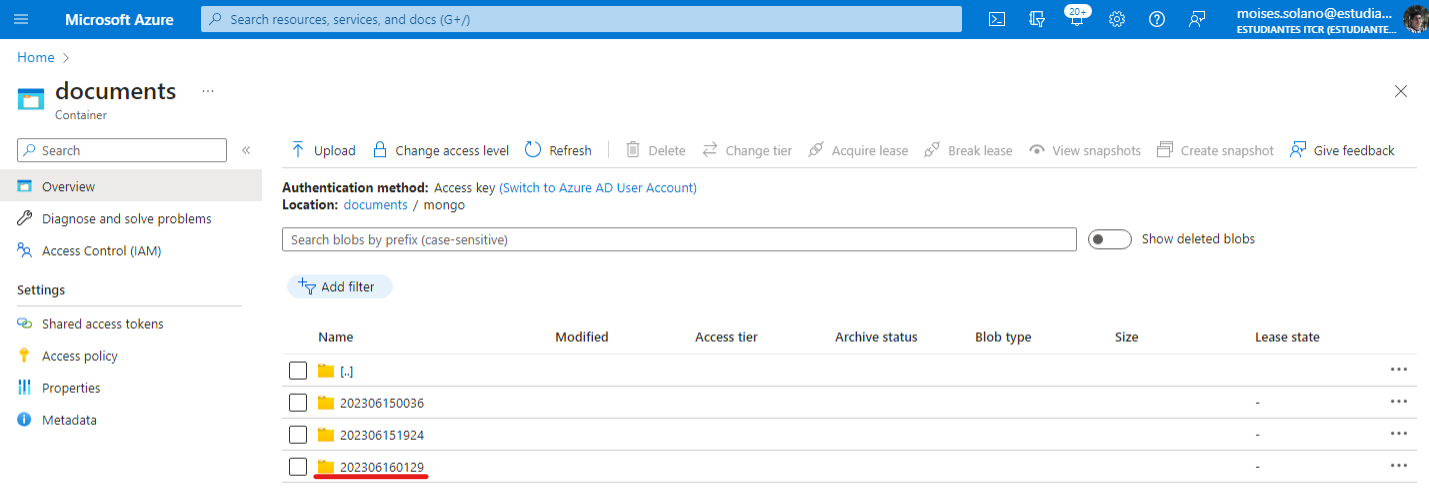 Microsoft Azure
Search resources, services, and docs (G+/)
20+
moises.solano@estudia...
ESTUDIANTES ITCR (ESTUDIANTE...
Home
documents
...
Container
Search
Upload
Change access level
Refresh
Delete
Change tier
Acquire lease
Break lease
View snapshots
Create snapshot
Give feedback
Overview
Diagnose and solve problems
Access Control (IAM)
Settings
Shared access tokens
Access policy
Properties
Metadata
Authentication method: Access key (Switch to Azure AD User Account)
Location: documents / mongo
Search blobs by prefix (case-sensitive)
Show deleted blobs
Add filter
Name Modified Access tier Archive status Blob type Size Lease state
[..] ...
202306150036 - ...
202306151924 - ...
202306160129 - ...